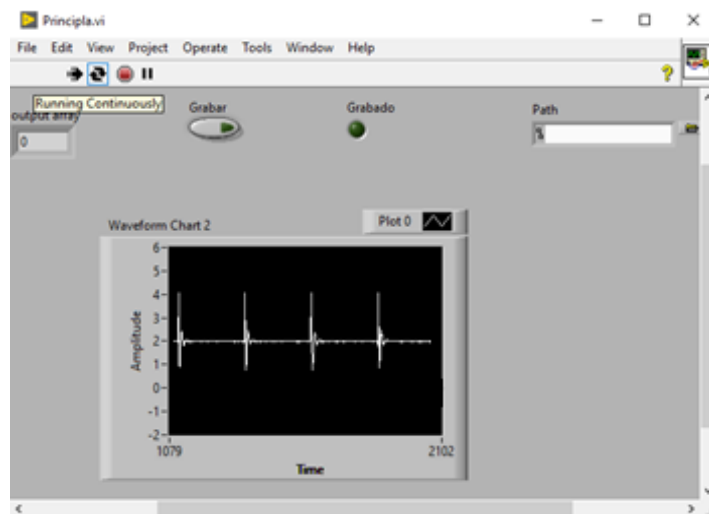 Principla.vi
File Edit View Project Operate Tools Window Help
Running Continuously
output array
Grabar
Grabado
Path
0
Waveform Chart 2
Plot 0
6
5
4
3
2
1
0
-1
-2
Amplitude
1079
2102
Time